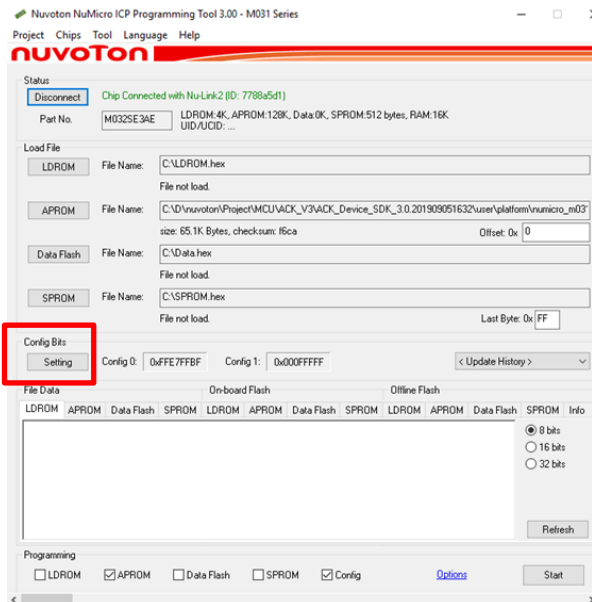 Nuvoton NuMicro ICP Programming Tool 3.00 - M031 Series
Project Chips Tool Language Help
nuvoTon
Status
Disconnect Chip Connected with Nu-Link2 (ID: 7788a5d1)
Part No. M032SE3AE LDROM:4K, APROM:128K, Data:0K, SPROM:512 bytes, RAM:16K
UID/UCID: ...
Load File
LDROM File Name: C:\LDROM.hex
File not load.
APROM File Name: C:\D\nuvoton\Project\MCU\ACK_V3\ACK_Device_SDK_3.0.201909051632\user\platform\numicro_m03
size: 65.1K Bytes, checksum: f6ca Offset: 0x 0
Data Flash File Name: C:\Data.hex
File not load.
SPROM File Name: C:\SPROM.hex
File not load. Last Byte: 0x FF
Config Bits
Setting Config 0: 0xFFE7FFBF Config 1: 0x000FFFFF < Update History >
File Data On-board Flash Offline Flash
LDROM APROM Data Flash SPROM LDROM APROM Data Flash SPROM LDROM APROM Data Flash SPROM Info
8 bits
16 bits
32 bits
Refresh
Programming
LDROM APROM Data Flash SPROM Config Options Start